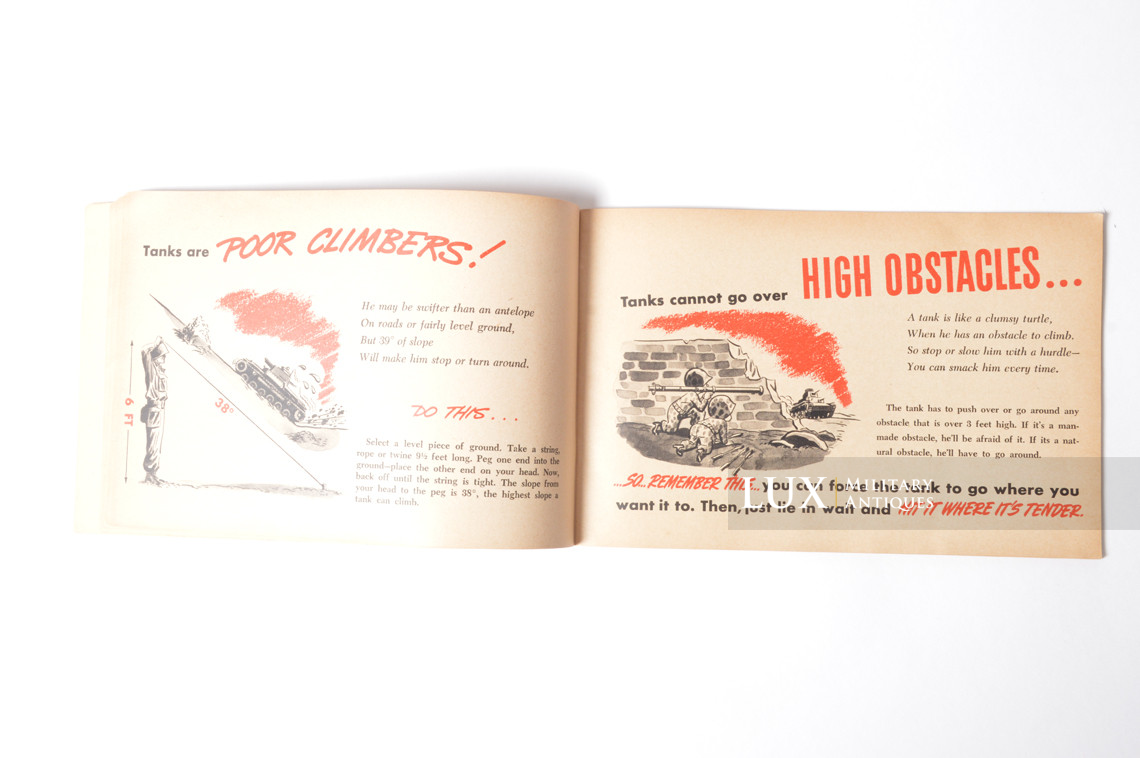 Tanks are POOR CLIMBERS!
He may be swifter than an antelope
On roads or fairly level ground,
But 39° of slope
Will make him stop or turn around.
6 FT
38°
DO THIS...
Select a level piece of ground. Take a string,
rope or twine 9½ feet long. Peg one end into the
ground—place the other end on your head. Now,
back off until the string is tight. The slope from
your head to the peg is 38°, the highest slope a
tank can climb.
Tanks cannot go over HIGH OBSTACLES...
A tank is like a clumsy turtle,
When he has an obstacle to climb.
So stop or slow him with a hurdle—
You can smack him every time.
The tank has to push over or go around any
obstacle that is over 3 feet high. If it's a man-
made obstacle, he'll be afraid of it. If its a nat-
ural obstacle, he'll have to go around.
...SO. REMEMBER THIS... you can force the tank to go where you
want it to. Then, just lie in wait and HIT IT WHERE IT'S TENDER.
LUX MILITARY
ANTIQUES